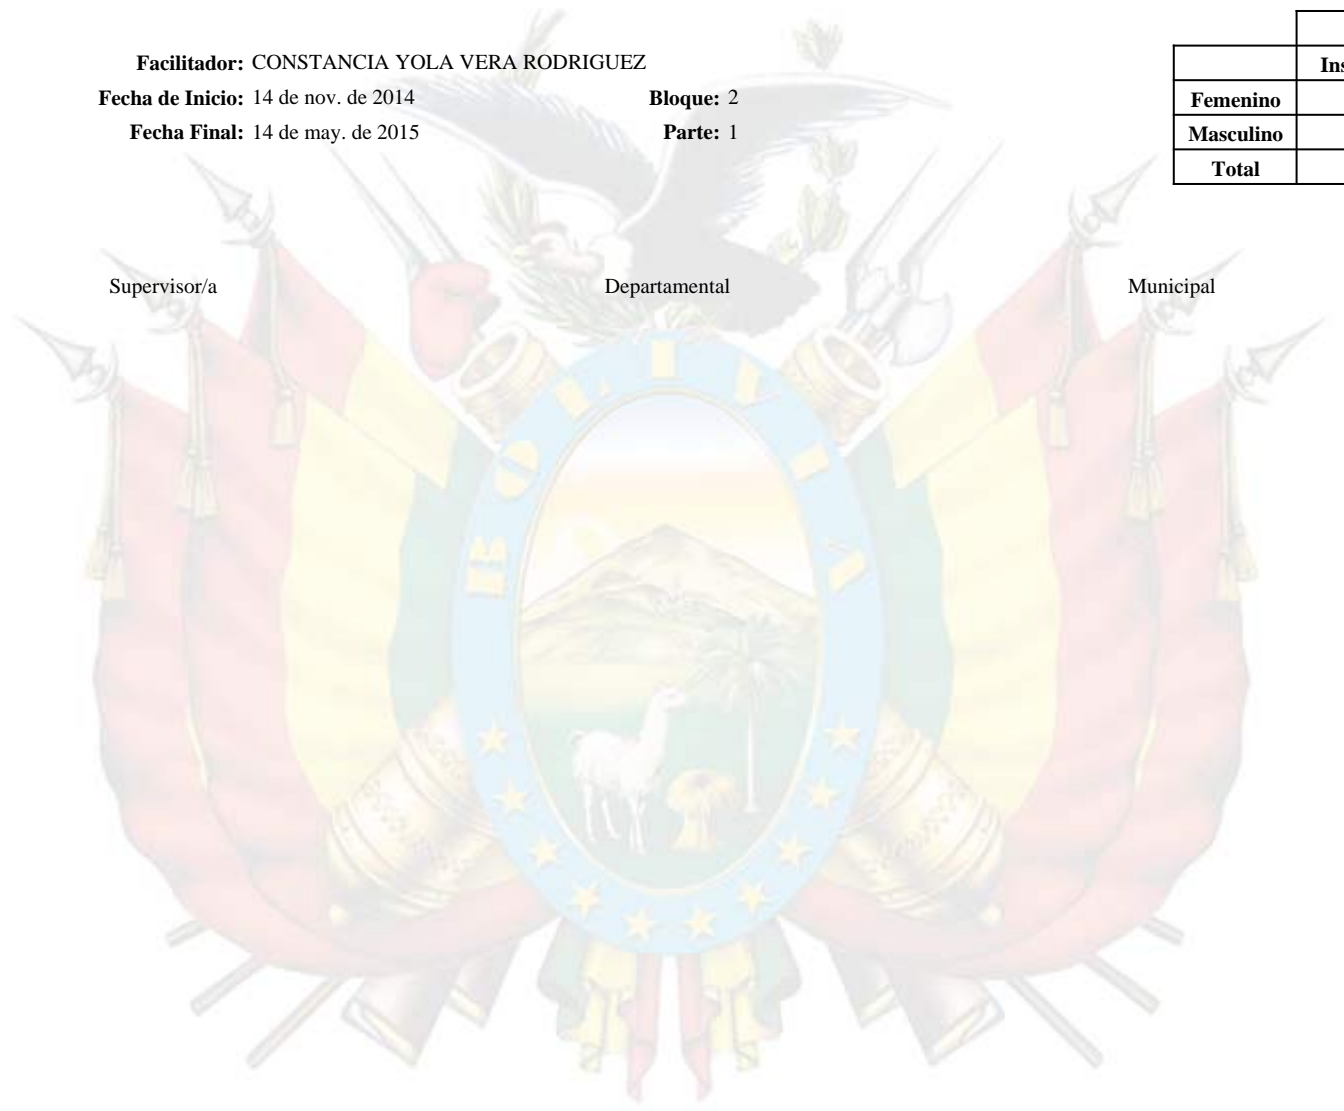 Facilitador: CONSTANCIA YOLA VERA RODRIGUEZ
Fecha de Inicio: 14 de nov. de 2014 Bloque: 2
Fecha Final: 14 de may. de 2015 Parte: 1
Femenino
Masculino
Total
Supervisor/a Departamental Municipal
BOLIVIA